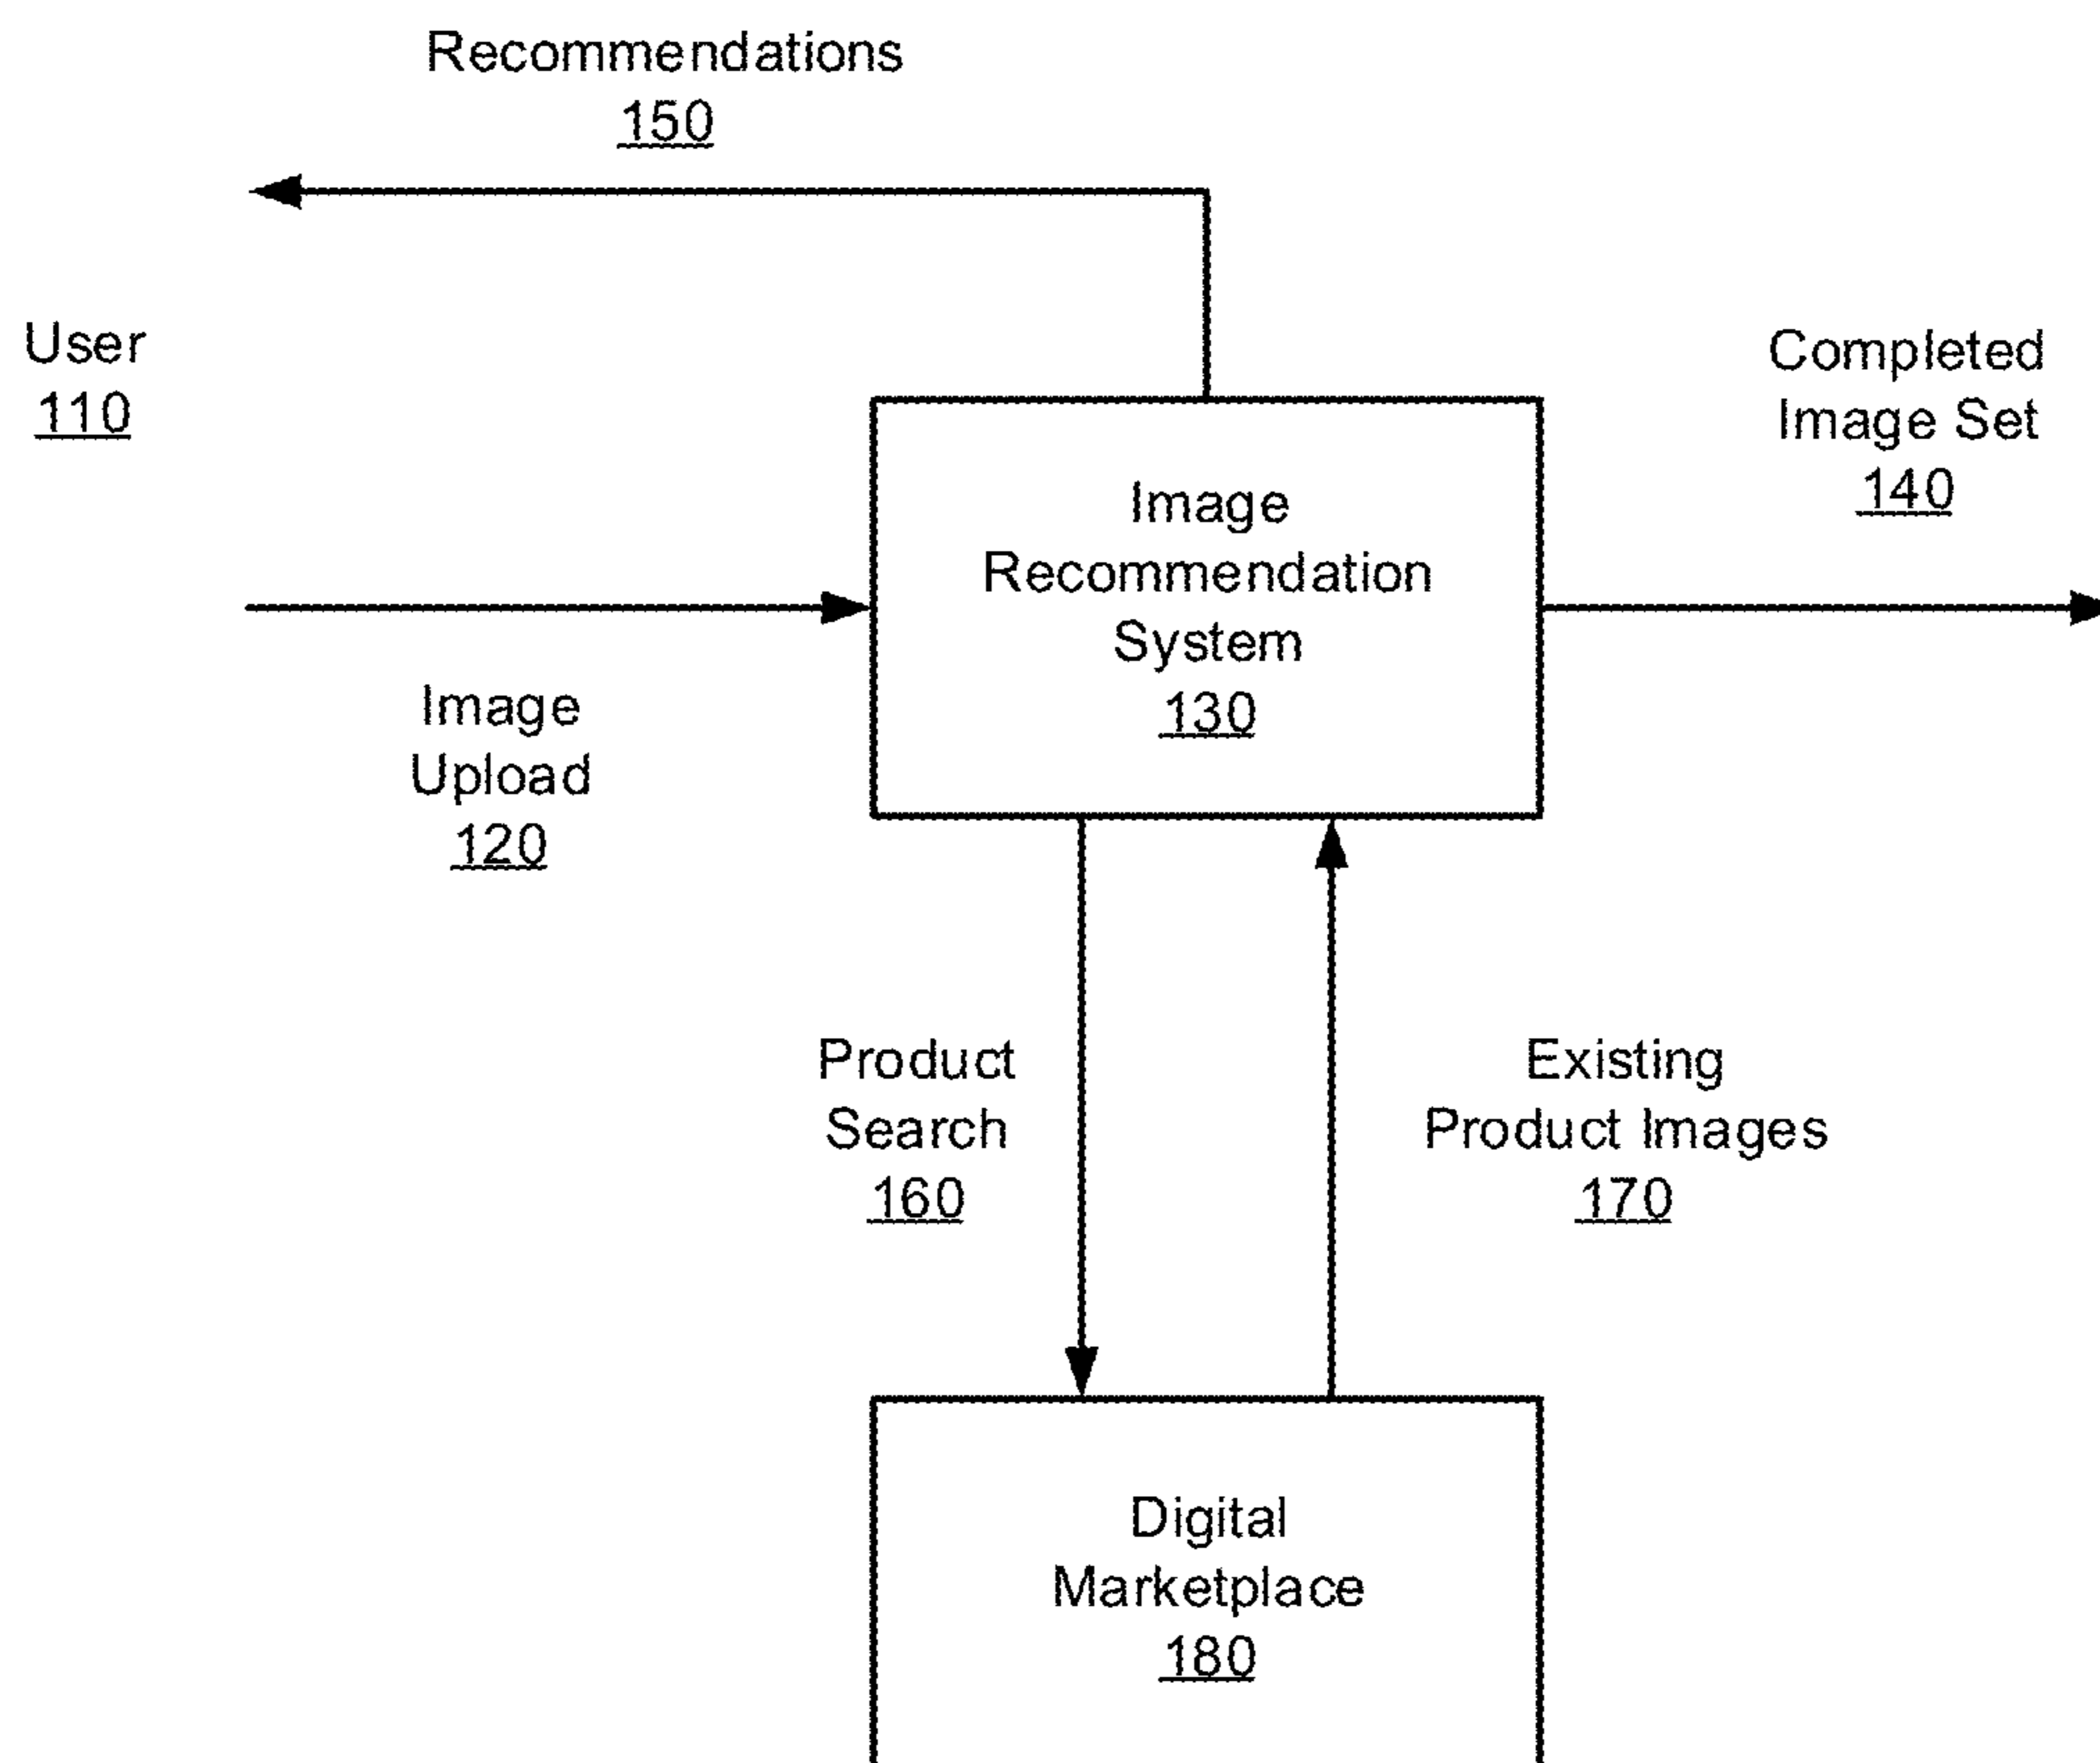 Recommendations
150
User
110
Completed
Image Set
140
Image
Recommendation
System
130
Image
Upload
120
Product
Search
160
Existing
Product Images
170
Digital
Marketplace
180